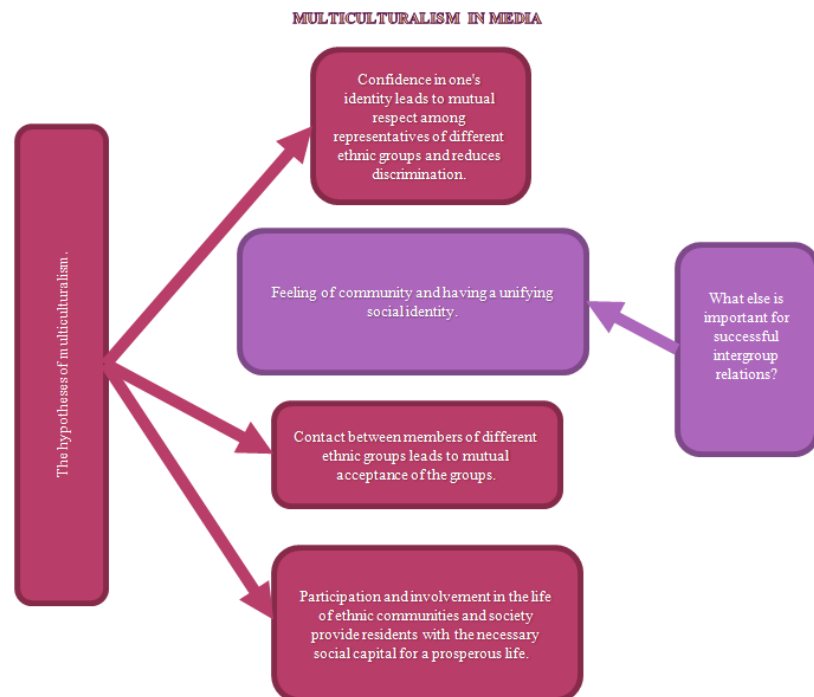 MULTICULTURALISM IN MEDIA
The hypotheses of multiculturalism.
Confidence in one's
identity leads to mutual
respect among
representatives of different
ethnic groups and reduces
discrimination.
Feeling of community and having a unifying
social identity.
What else is
important for
successful
intergroup
relations?
Contact between members of different
ethnic groups leads to mutual
acceptance of the groups.
Participation and involvement in the life
of ethnic communities and society
provide residents with the necessary
social capital for a prosperous life.